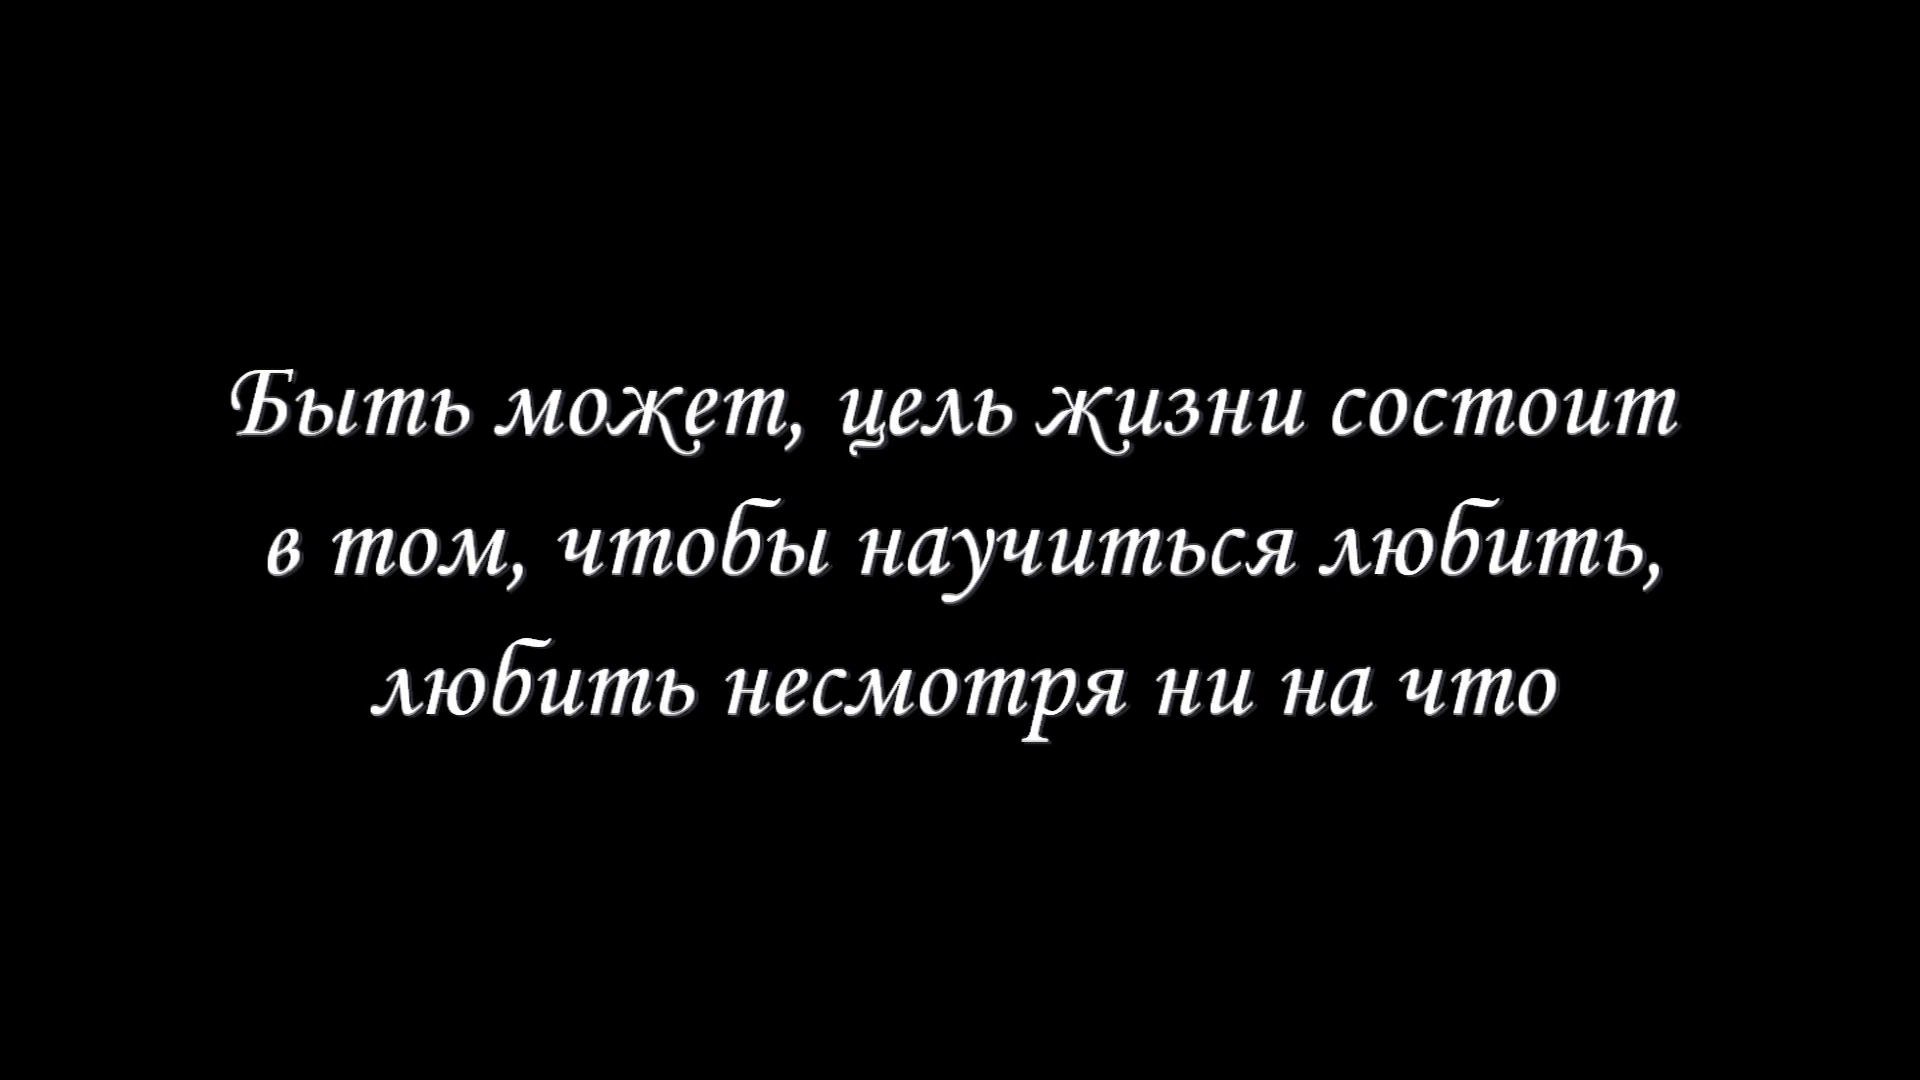 Быть может, цель жизни состоит
в том, чтобы научиться любить,
любить несмотря ни на что